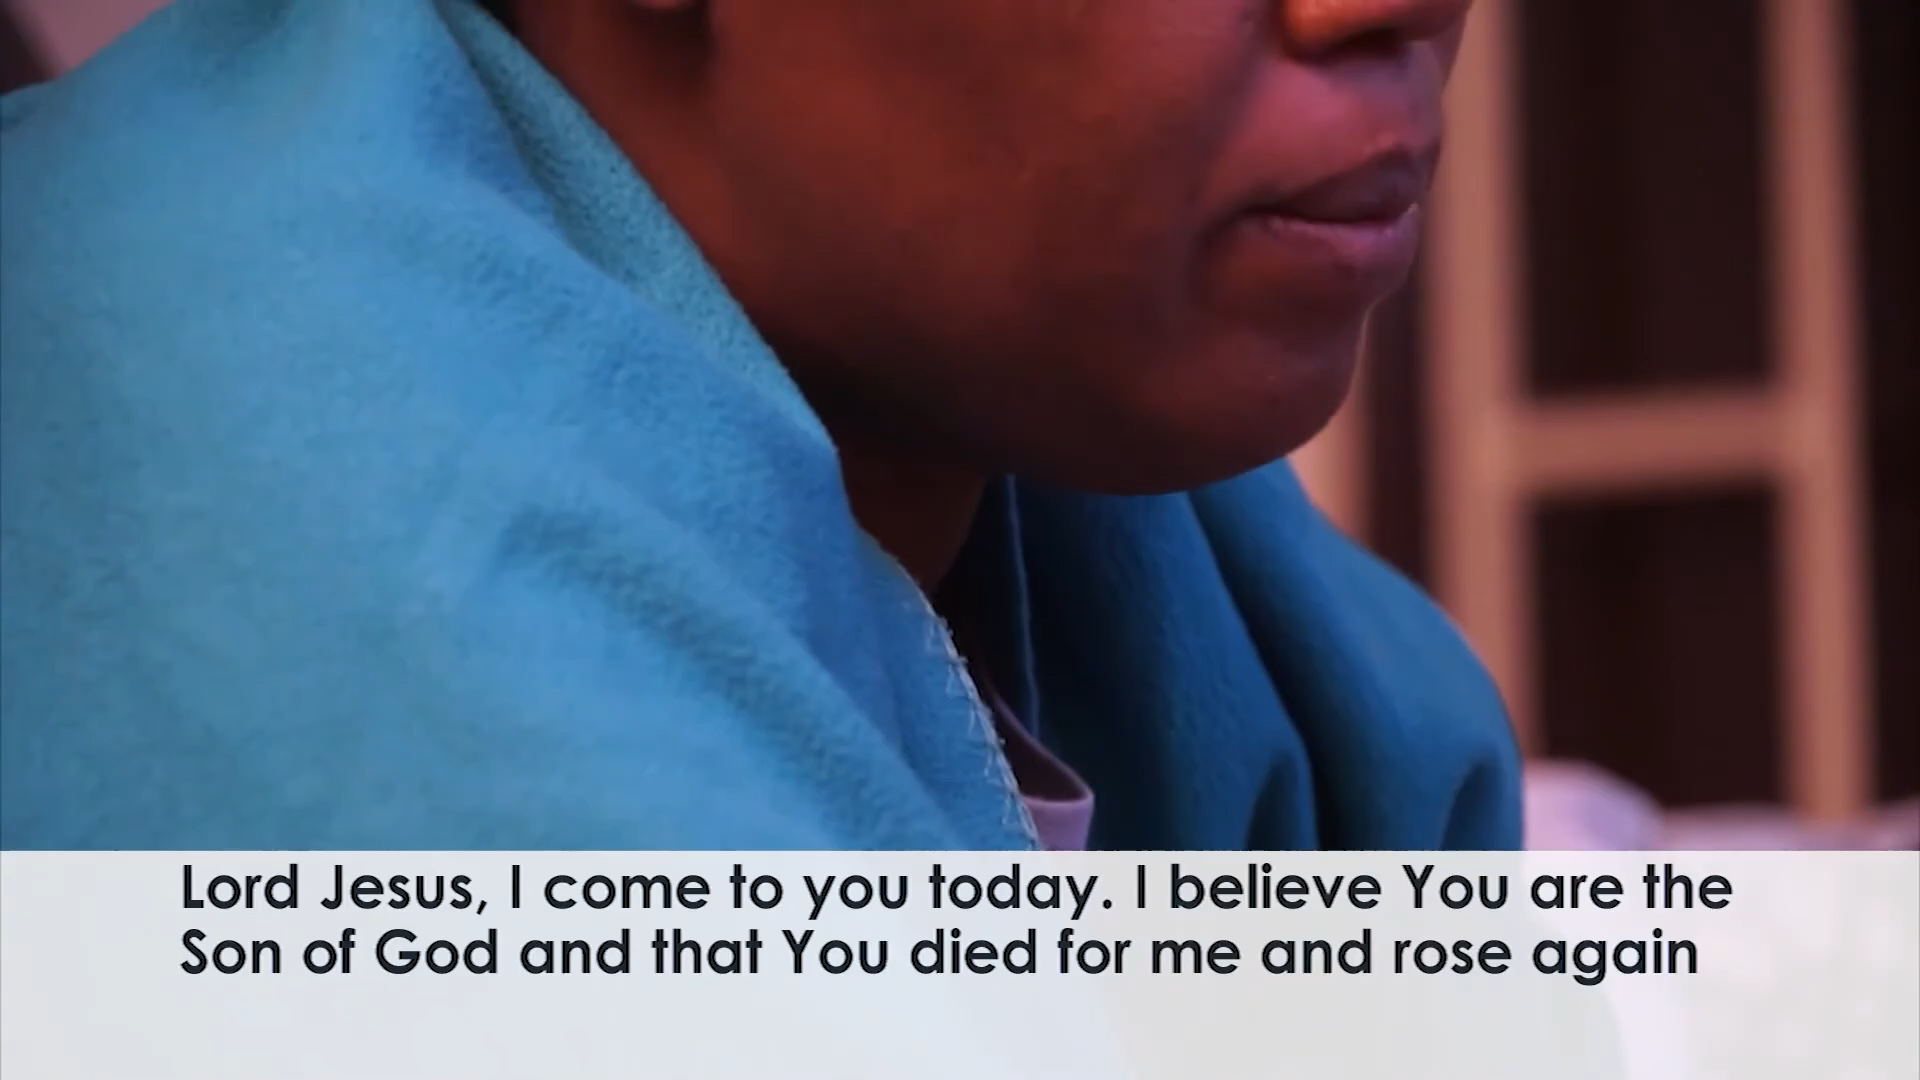 Lord Jesus, I come to you today. I believe You are the
Son of God and that You died for me and rose again